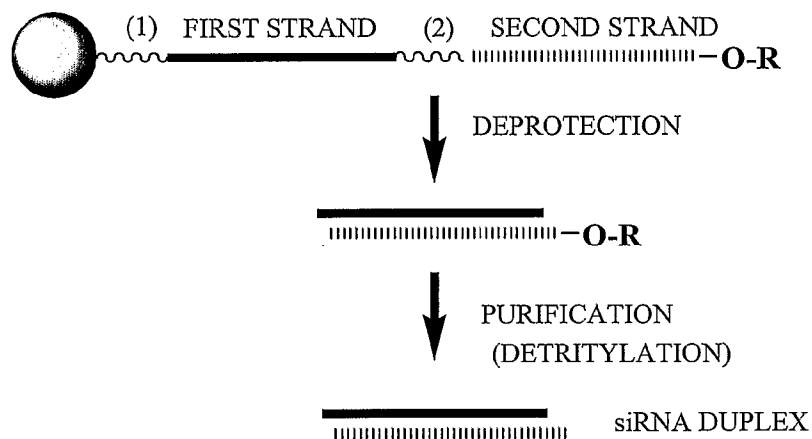 (1) FIRST STRAND (2) SECOND STRAND
O-R
DEPROTECTION
O-R
PURIFICATION
(DETRITYLATION)
siRNA DUPLEX